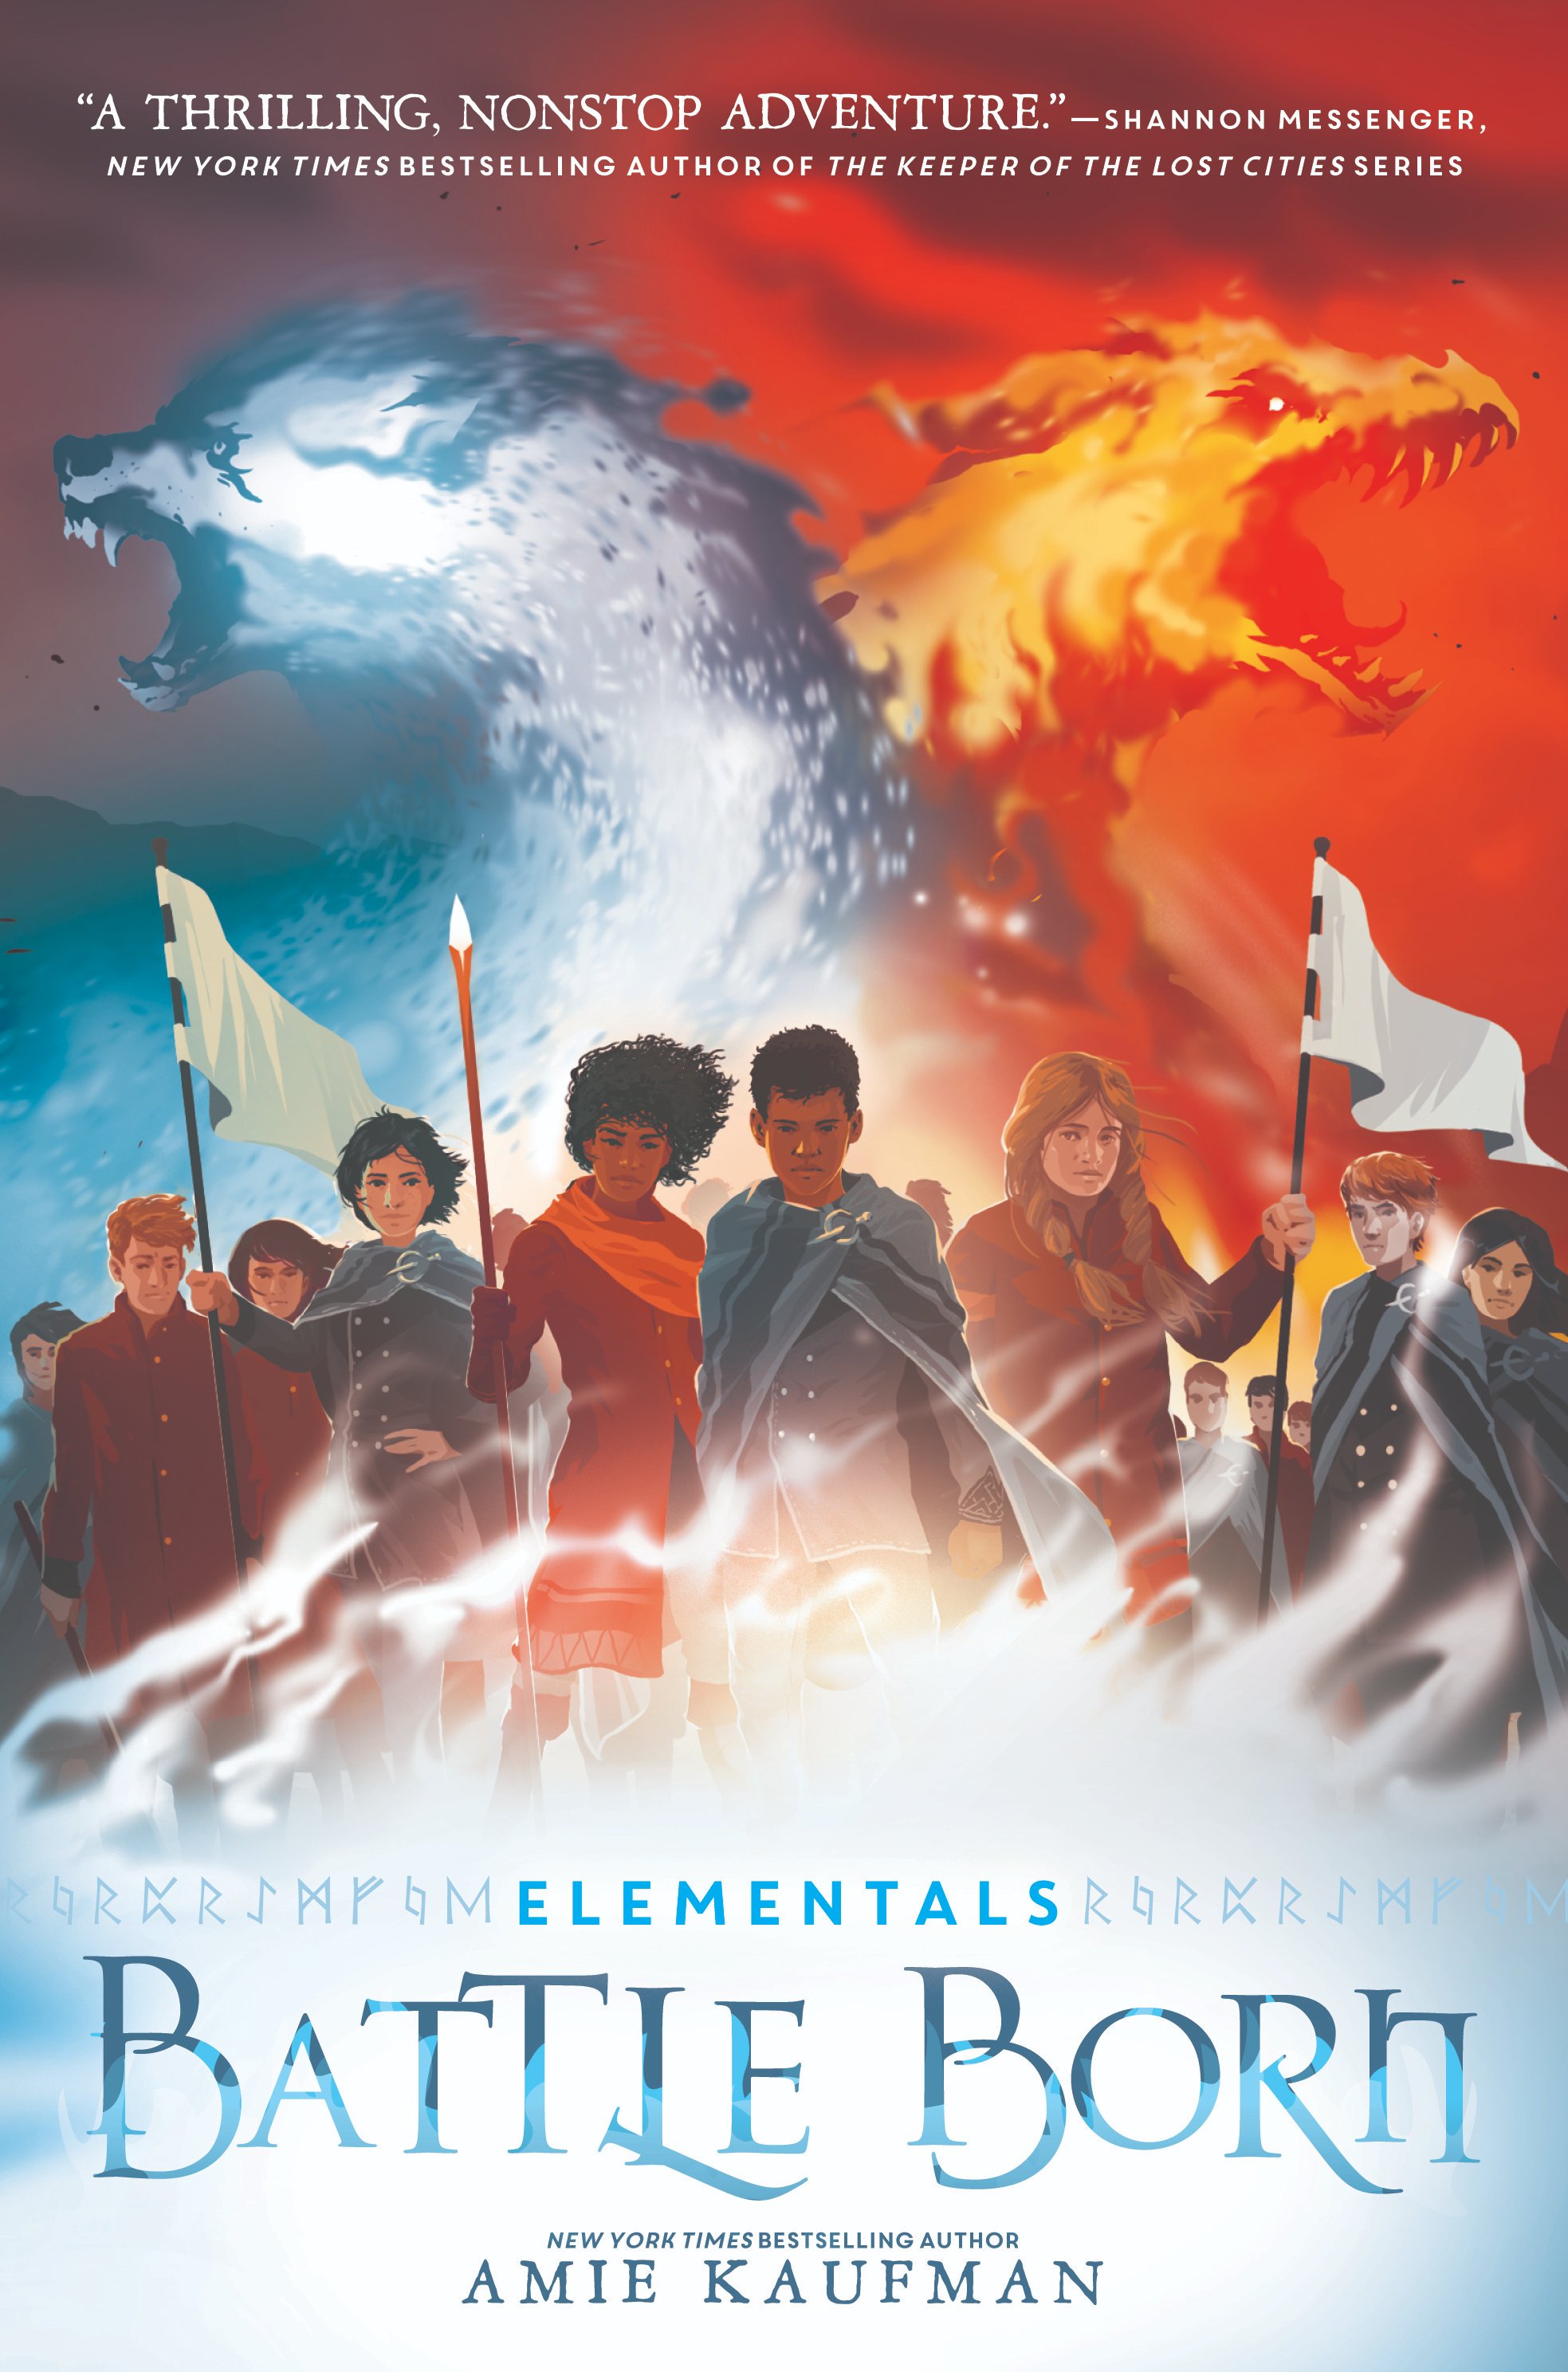 “A THRILLING, NONSTOP ADVENTURE.”—SHANNON MESSENGER,
NEW YORK TIMES BESTSELLING AUTHOR OF THE KEEPER OF THE LOST CITIES SERIES
ELEMENTALS
BATTLE BORN
NEW YORK TIMES BESTSELLING AUTHOR
AMIE KAUFMAN